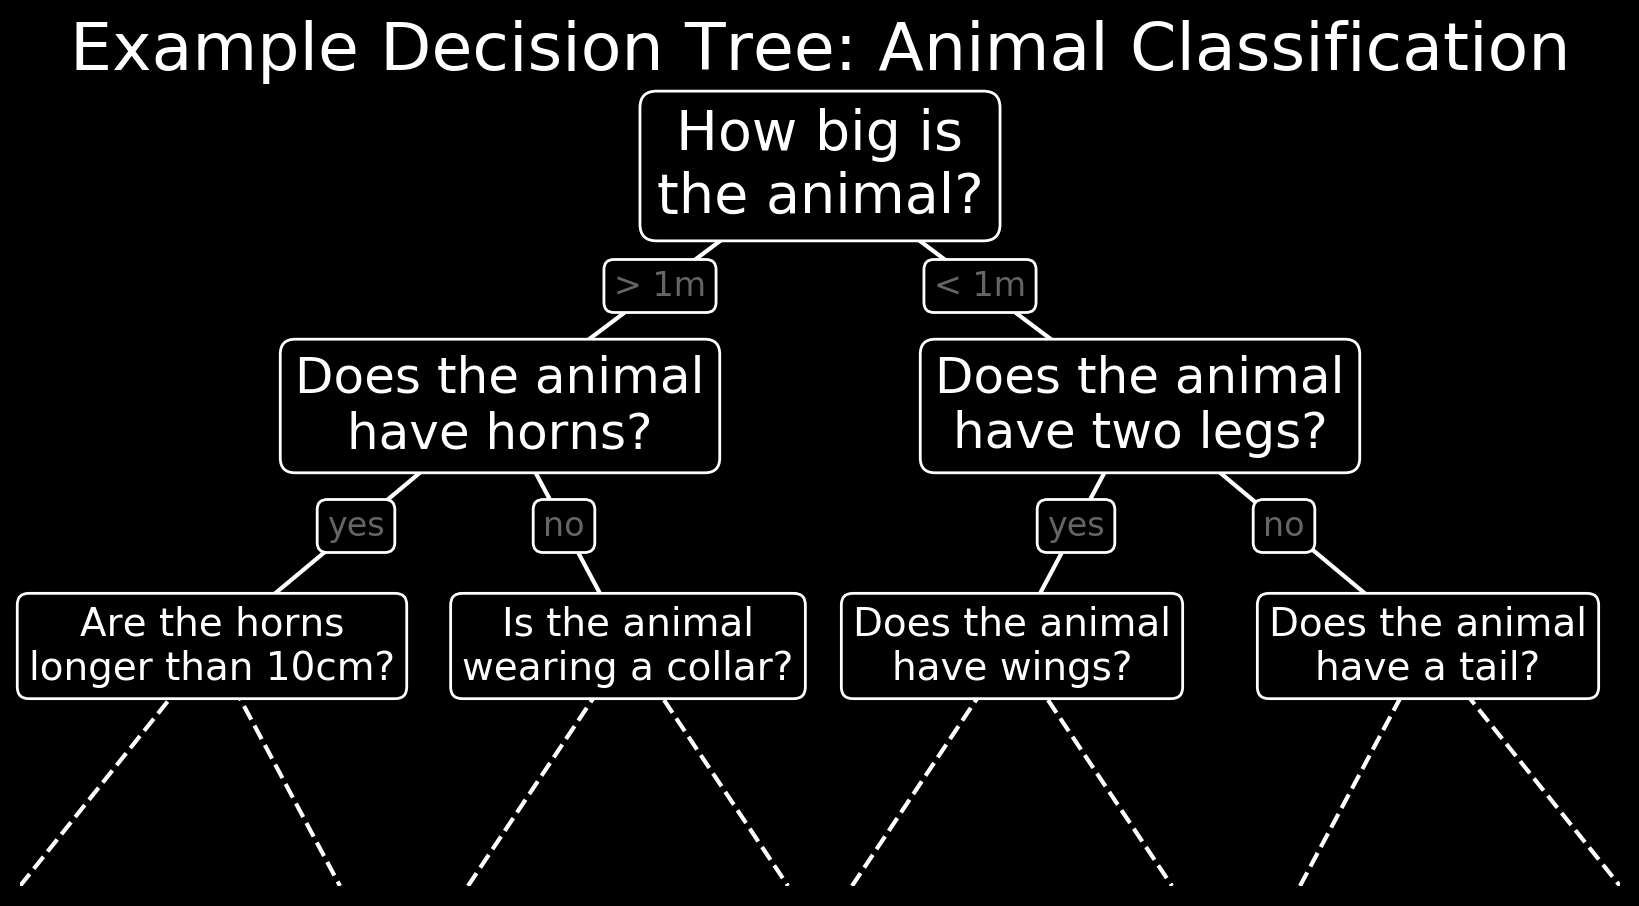 Example Decision Tree: Animal Classification
How big is
the animal?
> 1m
< 1m
Does the animal
have horns?
Does the animal
have two legs?
yes
no
yes
no
Are the horns
longer than 10cm?
Is the animal
wearing a collar?
Does the animal
have wings?
Does the animal
have a tail?